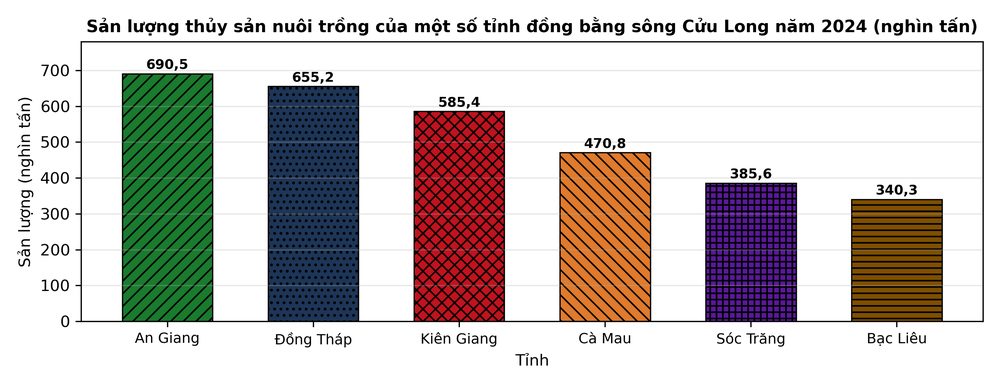 Sản lượng thủy sản nuôi trồng của một số tỉnh đồng bằng sông Cửu Long năm 2024 (nghìn tấn)
Sản lượng (nghìn tấn)
700
600
500
400
300
200
100
0
690,5
655,2
585,4
470,8
385,6
340,3
An Giang
Đồng Tháp
Kiên Giang
Cà Mau
Sóc Trăng
Bạc Liêu
Tỉnh